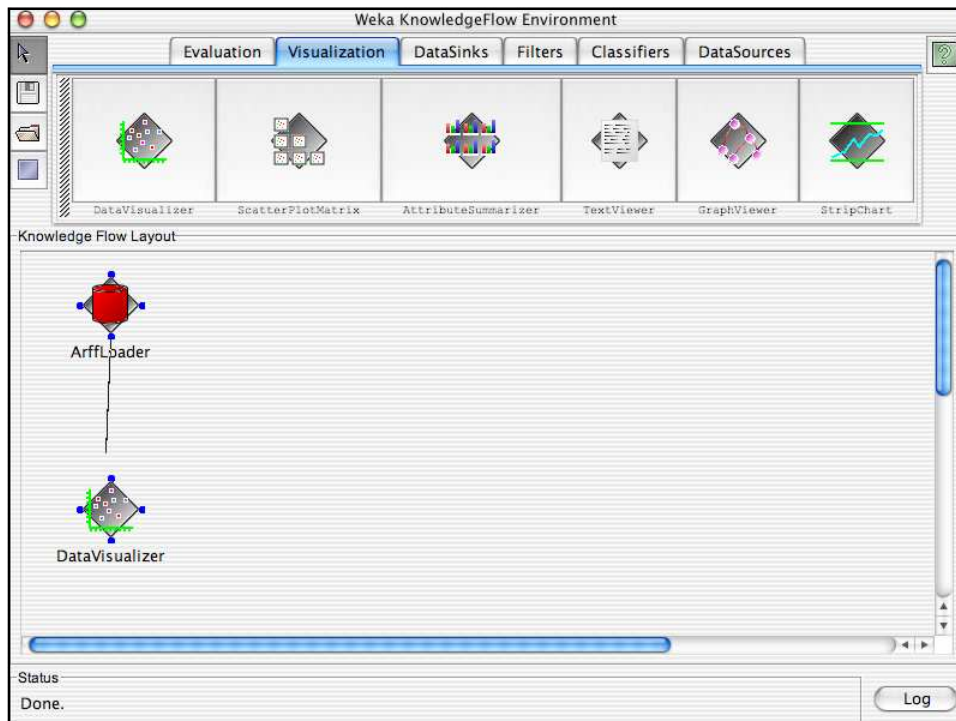 Weka KnowledgeFlow Environment
Evaluation Visualization DataSinks Filters Classifiers DataSources
?
DataVisualizer ScatterPlotMatrix AttributeSummarizer TextViewer GraphViewer StripChart
Knowledge Flow Layout
ArffLoader
DataVisualizer
Status
Done.
Log